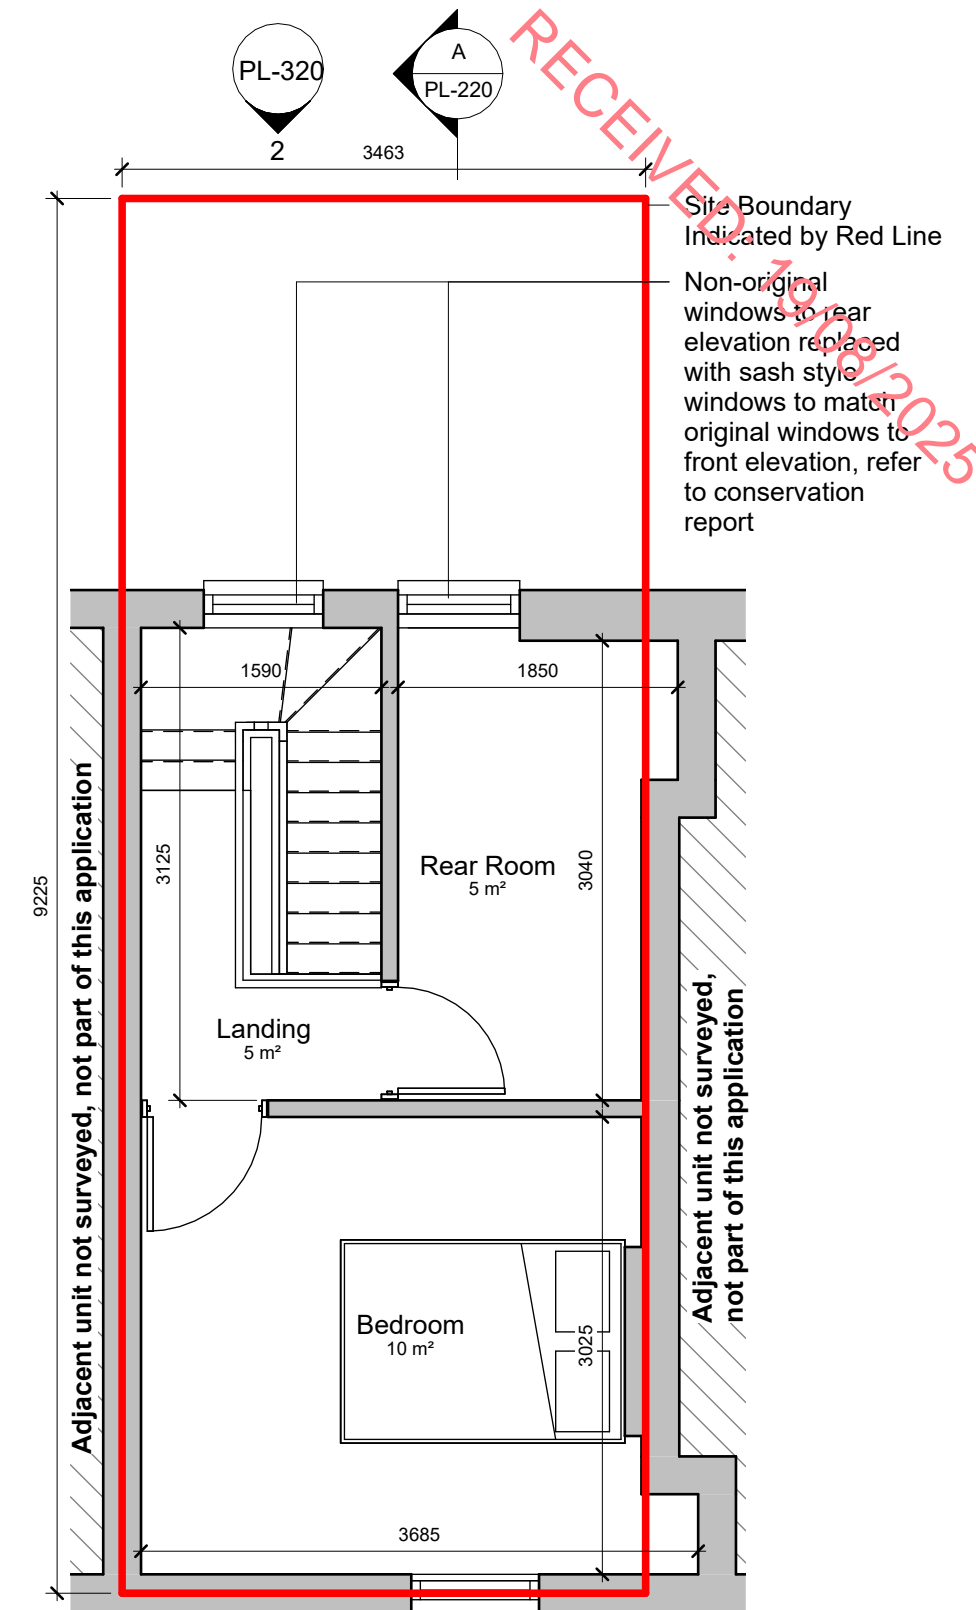 PL-320
2
A
PL-220
RECEIVED: 19/08/2025
3463
Site Boundary
Indicated by Red Line
Non-original
windows to rear
elevation replaced
with sash style
windows to match
original windows to
front elevation, refer
to conservation
report
1590
1850
9225
3125
3040
Rear Room
5 m²
Landing
5 m²
Adjacent unit not surveyed, not part of this application
Adjacent unit not surveyed,
not part of this application
Bedroom
10 m²
3025
3685